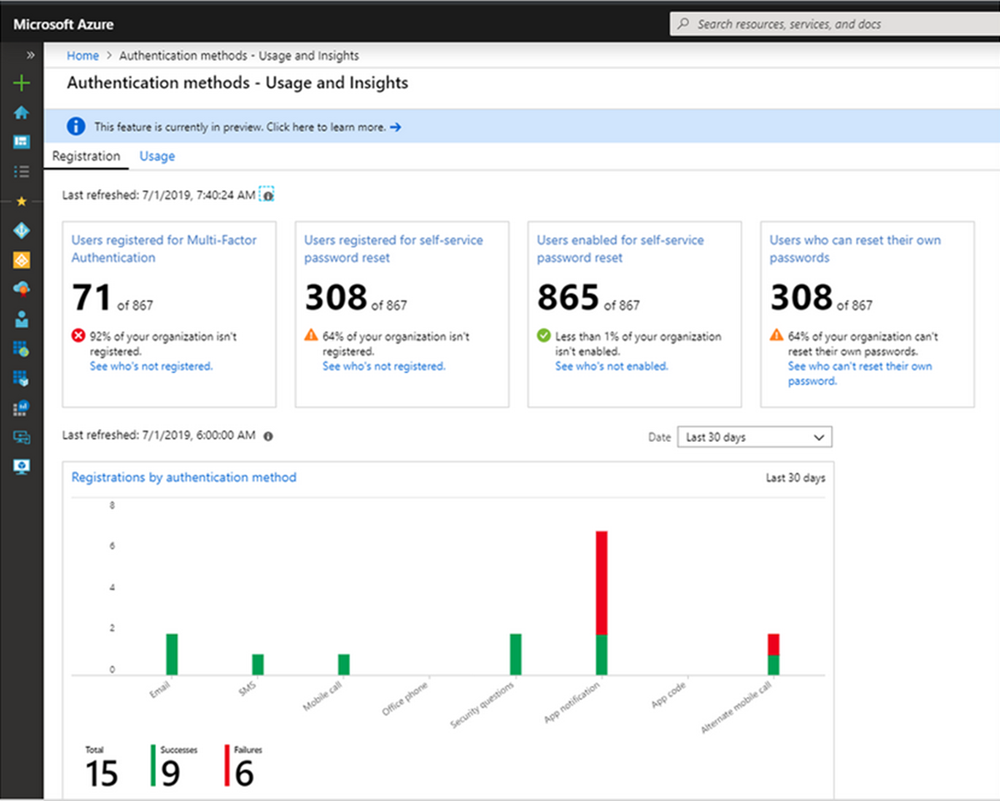 Microsoft Azure
Search resources, services, and docs
Home > Authentication methods - Usage and Insights
Authentication methods - Usage and Insights
This feature is currently in preview. Click here to learn more. →
Registration Usage
Last refreshed: 7/1/2019, 7:40:24 AM
Users registered for Multi-Factor
Authentication
71 of 867
92% of your organization isn't
registered.
See who's not registered.
Users registered for self-service
password reset
308 of 867
64% of your organization isn't
registered.
See who's not registered.
Users enabled for self-service
password reset
865 of 867
Less than 1% of your organization
isn't enabled.
See who's not enabled.
Users who can reset their own
passwords
308 of 867
64% of your organization can't
reset their own passwords.
See who can't reset their own
password.
Last refreshed: 7/1/2019, 6:00:00 AM
Date Last 30 days
Registrations by authentication method
Last 30 days
8
6
4
2
0
Email
SMS
Mobile call
Office phone
Security questions
App notification
App code
Alternate mobile call
Total
15
Successes
9
Failures
6